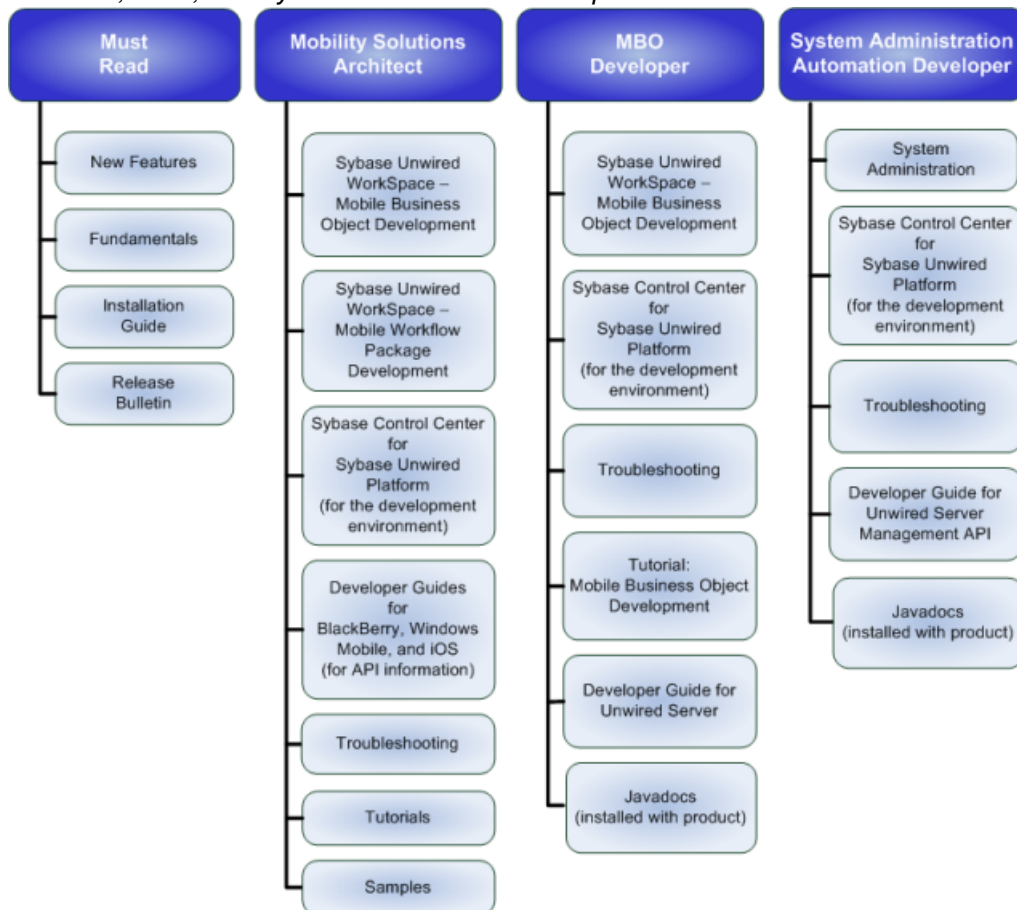 Must
Read
New Features
Fundamentals
Installation
Guide
Release
Bulletin
Mobility Solutions
Architect
Sybase Unwired
WorkSpace –
Mobile Business
Object Development
Sybase Unwired
WorkSpace –
Mobile Workflow
Package
Development
Sybase Control Center
for
Sybase Unwired
Platform
(for the development
environment)
Developer Guides
for
BlackBerry, Windows
Mobile, and iOS
(for API information)
Troubleshooting
Tutorials
Samples
MBO
Developer
Sybase Unwired
WorkSpace –
Mobile Business
Object Development
Sybase Control Center
for
Sybase Unwired
Platform
(for the development
environment)
Troubleshooting
Tutorial:
Mobile Business Object
Development
Developer Guide for
Unwired Server
Javadocs
(installed with product)
System Administration
Automation Developer
System
Administration
Sybase Control Center
for
Sybase Unwired
Platform
(for the development
environment)
Troubleshooting
Developer Guide for
Unwired Server
Management API
Javadocs
(installed with product)